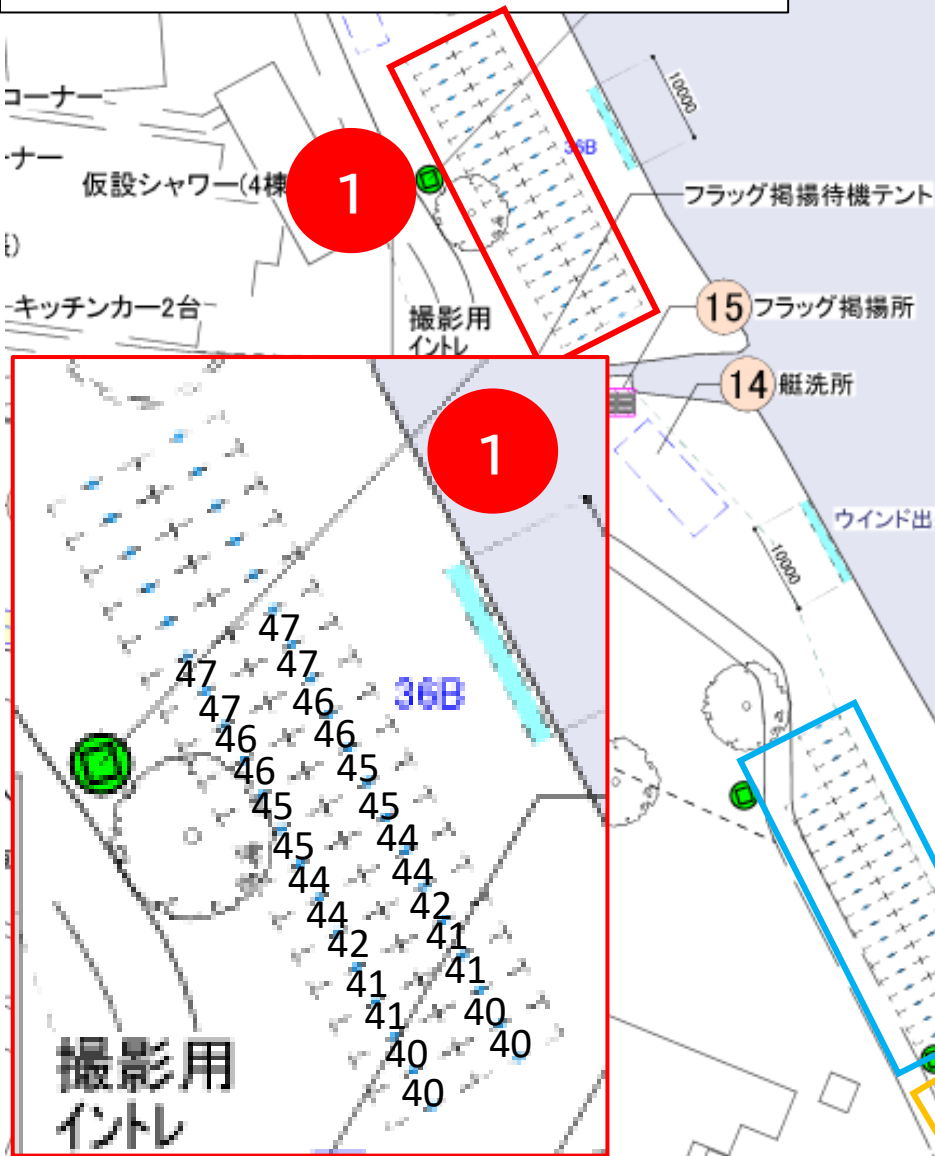 10000
コーナー
ーナー
36B
仮設シャワー(4棟
1
フラッグ掲揚待機テント
キッチンカー2台
15 フラッグ掲揚所
撮影用
イントレ
14 艇洗所
1
ウインド出
10000
47
47
47
47
46
36B
46
46
46
45
45
45
45
44
44
44
44
42
42
41
41
41
41
40
40
40
40
撮影用
イントレ